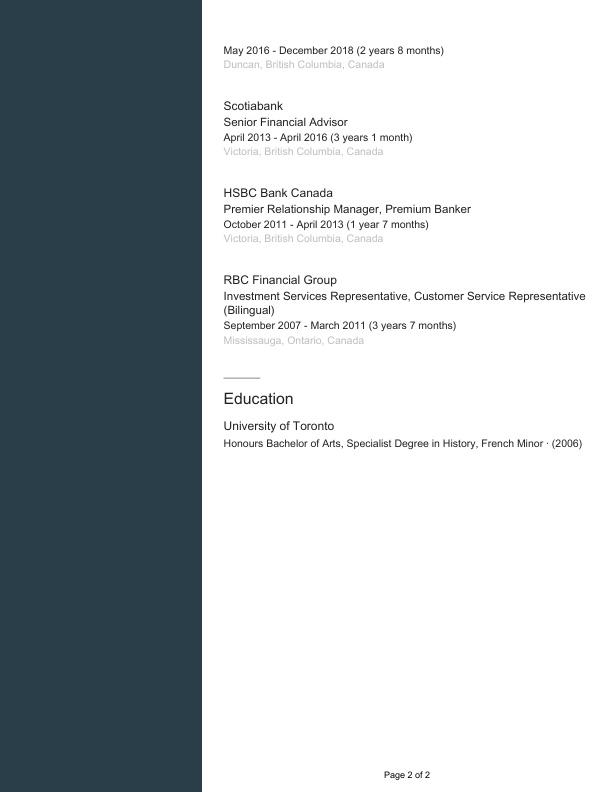 May 2016 - December 2018 (2 years 8 months)
Duncan, British Columbia, Canada
Scotiabank
Senior Financial Advisor
April 2013 - April 2016 (3 years 1 month)
Victoria, British Columbia, Canada
HSBC Bank Canada
Premier Relationship Manager, Premium Banker
October 2011 - April 2013 (1 year 7 months)
Victoria, British Columbia, Canada
RBC Financial Group
Investment Services Representative, Customer Service Representative
(Bilingual)
September 2007 - March 2011 (3 years 7 months)
Mississauga, Ontario, Canada
Education
University of Toronto
Honours Bachelor of Arts, Specialist Degree in History, French Minor · (2006)
Page 2 of 2